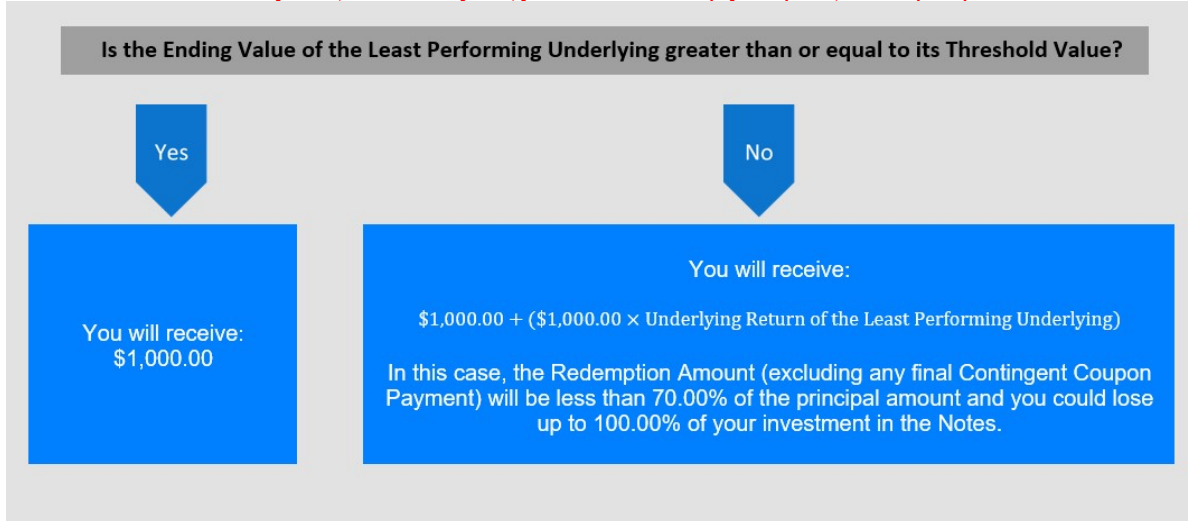 Is the Ending Value of the Least Performing Underlying greater than or equal to its Threshold Value?
Yes
No
You will receive:
$1,000.00
You will receive:
$1,000.00 + ($1,000.00 × Underlying Return of the Least Performing Underlying)
In this case, the Redemption Amount (excluding any final Contingent Coupon
Payment) will be less than 70.00% of the principal amount and you could lose
up to 100.00% of your investment in the Notes.